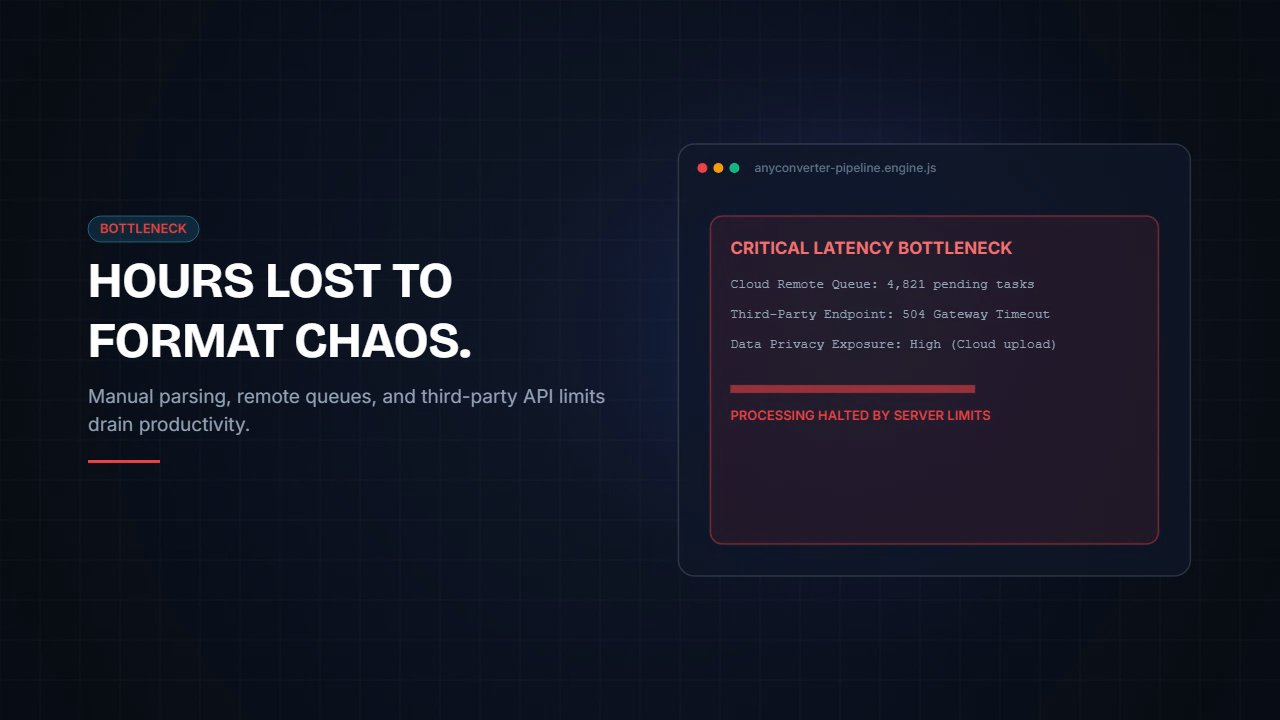 BOTTLENECK
HOURS LOST TO
FORMAT CHAOS.
Manual parsing, remote queues, and third-party API limits
drain productivity.
anyconverter-pipeline.engine.js
CRITICAL LATENCY BOTTLENECK
Cloud Remote Queue: 4,821 pending tasks
Third-Party Endpoint: 504 Gateway Timeout
Data Privacy Exposure: High (Cloud upload)
PROCESSING HALTED BY SERVER LIMITS